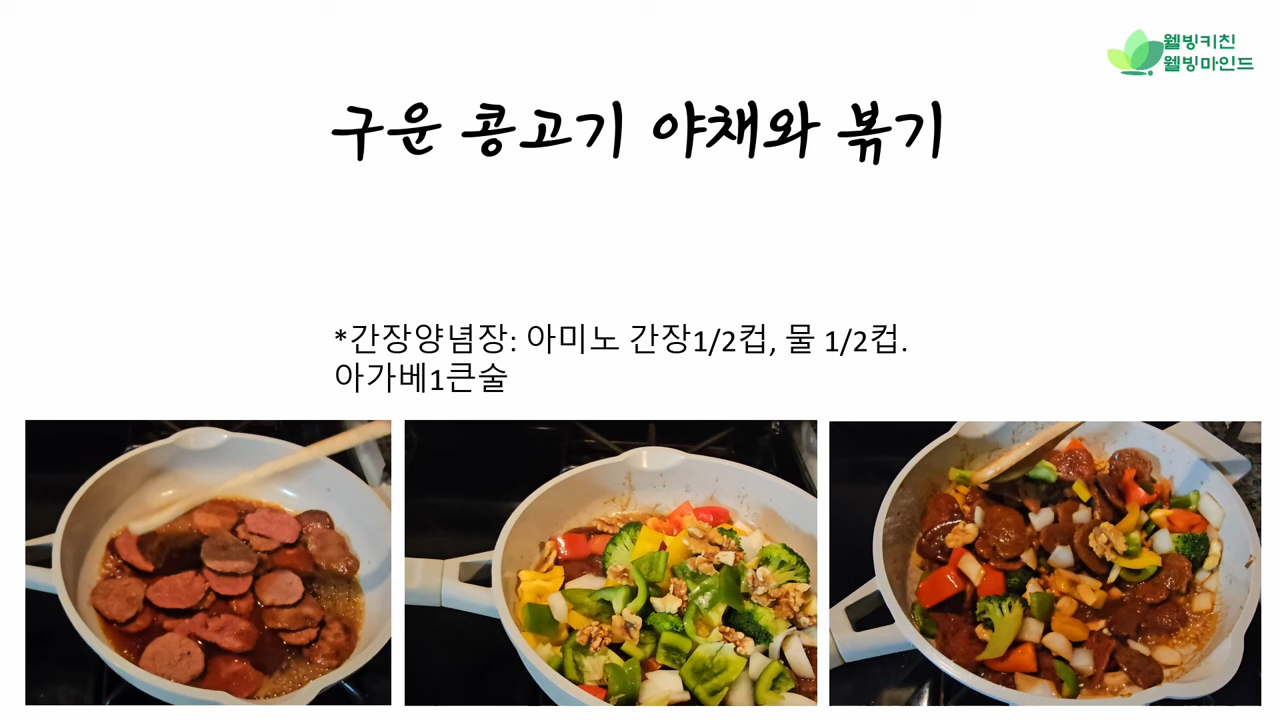 웰빙키친
웰빙마인드
구운 콩고기 야채와 볶기
*간장양념장: 아미노 간장1/2컵, 물 1/2컵.
아가베1큰술